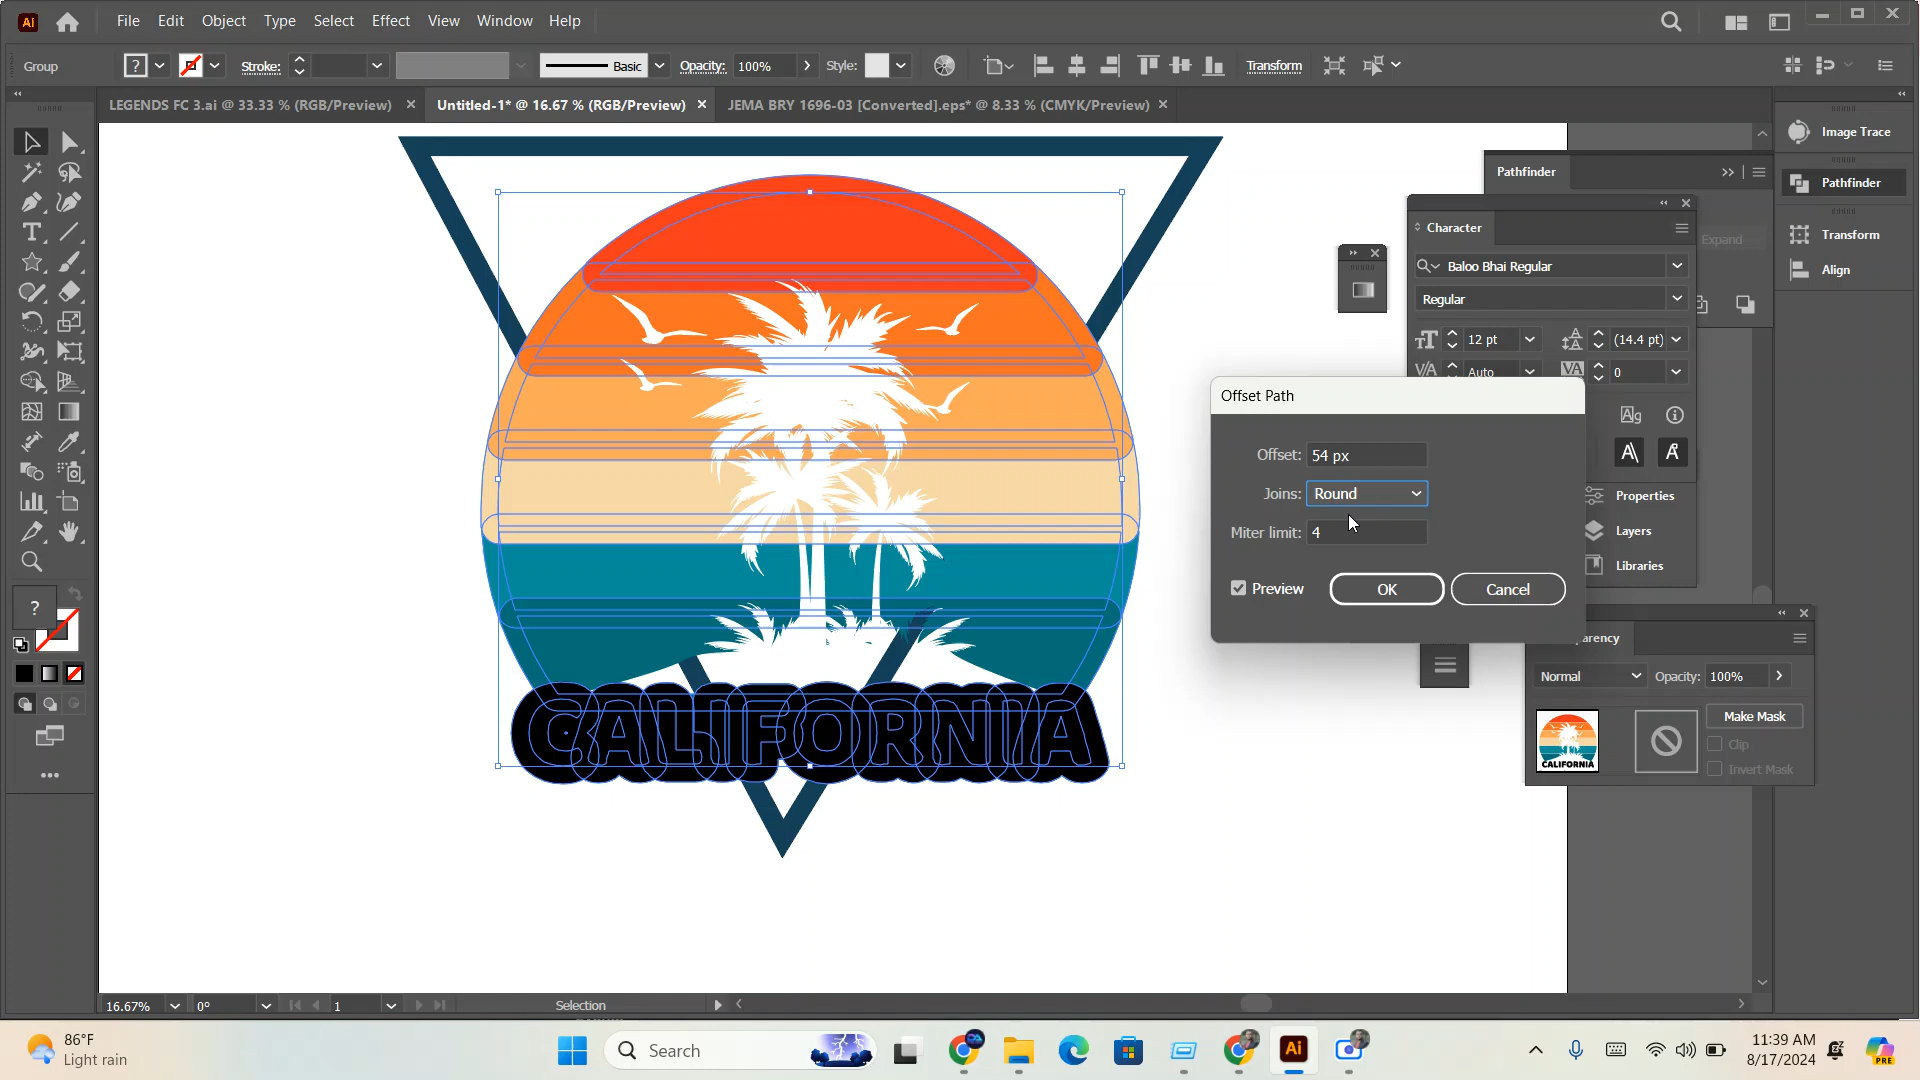 Ai File Edit Object Type Select Effect View Window Help
Group ? Stroke: Basic Opacity: 100% Style: Transform
LEGENDS FC 3.ai @ 33.33 % (RGB/Preview) Untitled-1* @ 16.67 % (RGB/Preview) JEMA BRY 1696-03 [Converted].eps* @ 8.33 % (CMYK/Preview)
Image Trace
Pathfinder
Pathfinder
Transform
Align
Expand
Character
Baloo Bhai Regular
Regular
12 pt (14.4 pt)
Auto 0
Offset Path
Offset: 54 px
Joins: Round
Miter limit: 4
Preview OK Cancel
Properties
Layers
Libraries
?
CALIFORNIA
Normal Opacity: 100%
Make Mask
Clip
Invert Mask
CALIFORNIA
16.67% 0° 1 Selection
86°F
Light rain
Search
Ai
11:39 AM
8/17/2024
PRE